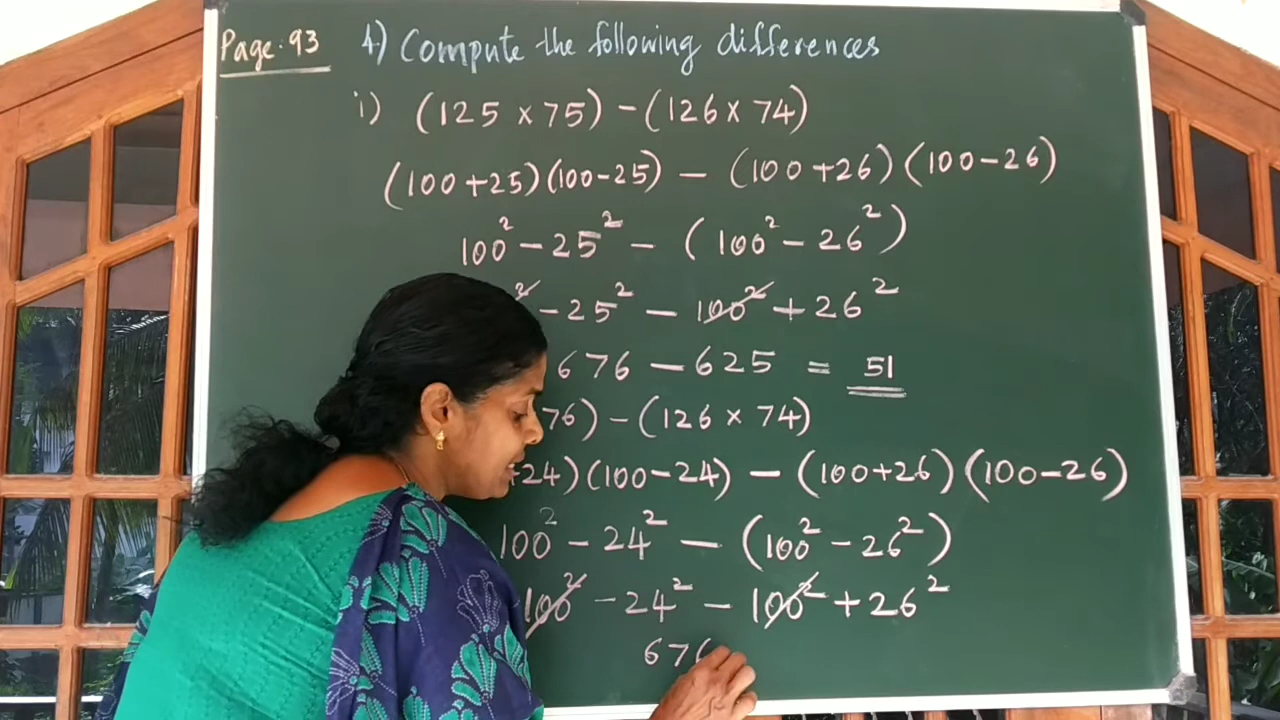 Page: 93 4) Compute the following differences
i) (125 × 75) − (126 × 74)
(100 + 25)(100 − 25) − (100 + 26)(100 − 26)
100² − 25² − (100² − 26²)
² − 25² − 100² + 26²
676 − 625 = 51
76) − (126 × 74)
+24)(100 − 24) − (100 + 26)(100 − 26)
100² − 24² − (100² − 26²)
100² − 24² − 100² + 26²
676